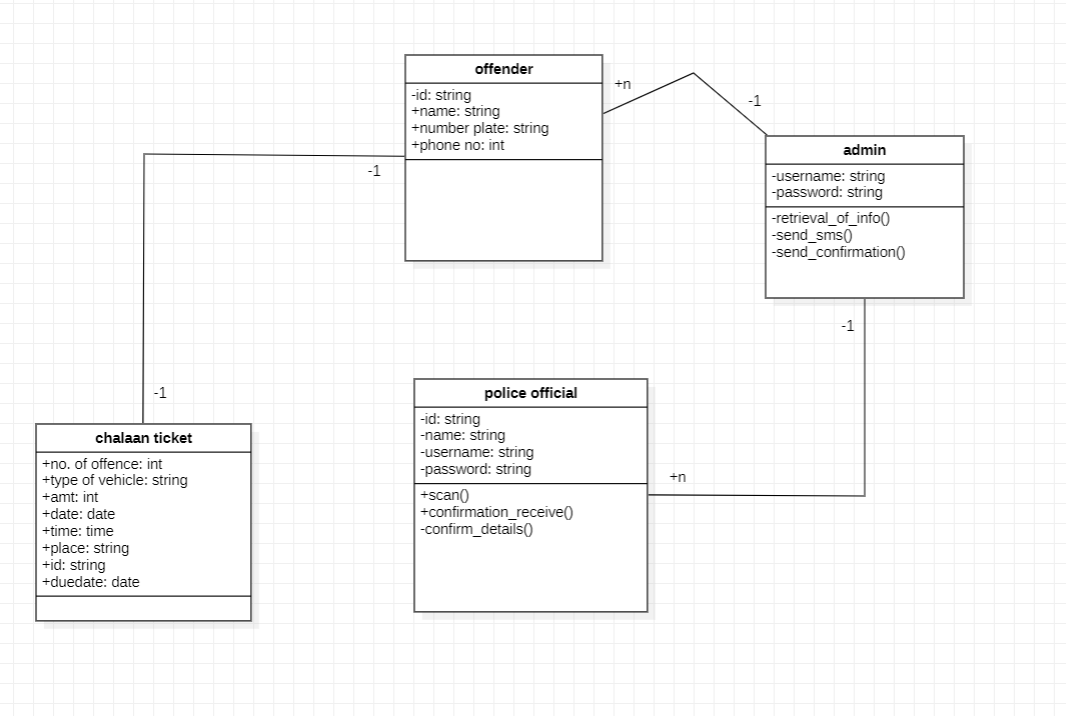 offender
-id: string
+name: string
+number plate: string
+phone no: int
+n
-1
admin
-username: string
-password: string
-retrieval_of_info()
-send_sms()
-send_confirmation()
-1
-1
-1
police official
-id: string
-name: string
-username: string
-password: string
+scan()
+confirmation_receive()
-confirm_details()
+n
chalaan ticket
+no. of offence: int
+type of vehicle: string
+amt: int
+date: date
+time: time
+place: string
+id: string
+duedate: date